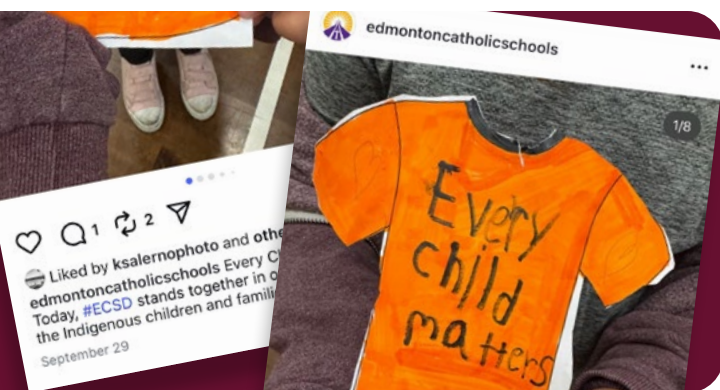 1
2
Liked by ksalernophoto and othe
edmontoncatholicschools Every C
Today, #ECSD stands together in o
the Indigenous children and famili
September 29
edmontoncatholicschools
1/8
Every
child
matters